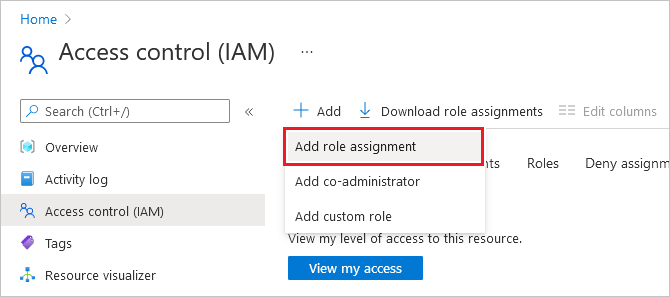 Home
Access control (IAM)
Search (Ctrl+/)
Add
Download role assignments
Edit columns
Overview
Activity log
Access control (IAM)
Tags
Resource visualizer
Add role assignment
Add co-administrator
Add custom role
Roles
Deny
View my level of access to this resource.
View my access